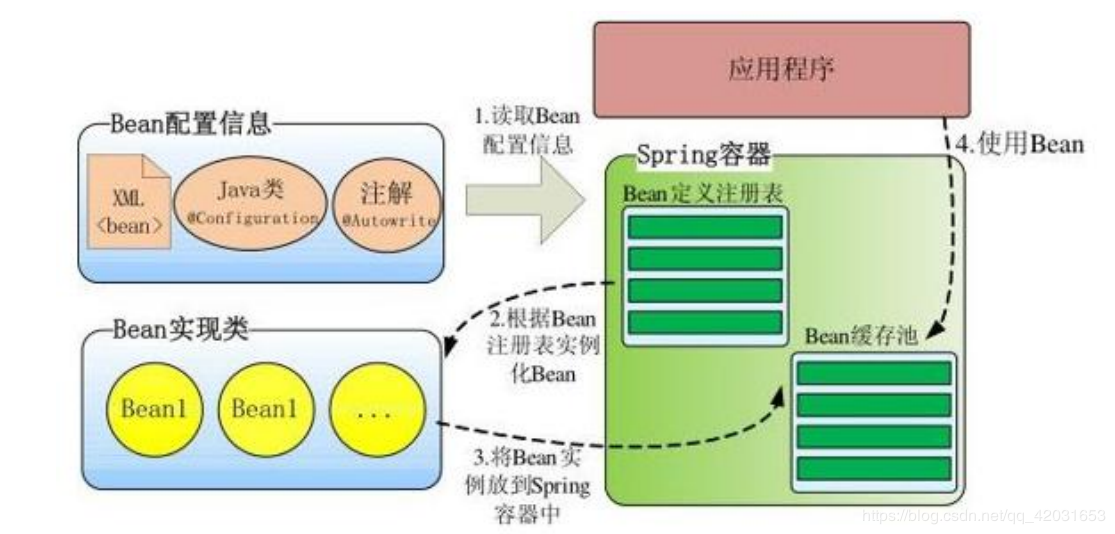 应用程序
Bean配置信息
XML
<bean>
Java类
@Configuration
注解
@Autowrite
1.读取Bean
配置信息
Spring容器
4.使用Bean
Bean定义注册表
Bean实现类
Bean1
Bean1
...
2.根据Bean
注册表实例
化Bean
Bean缓存池
3.将Bean实
例放到Spring
容器中
https://blog.csdn.net/qq_42031653